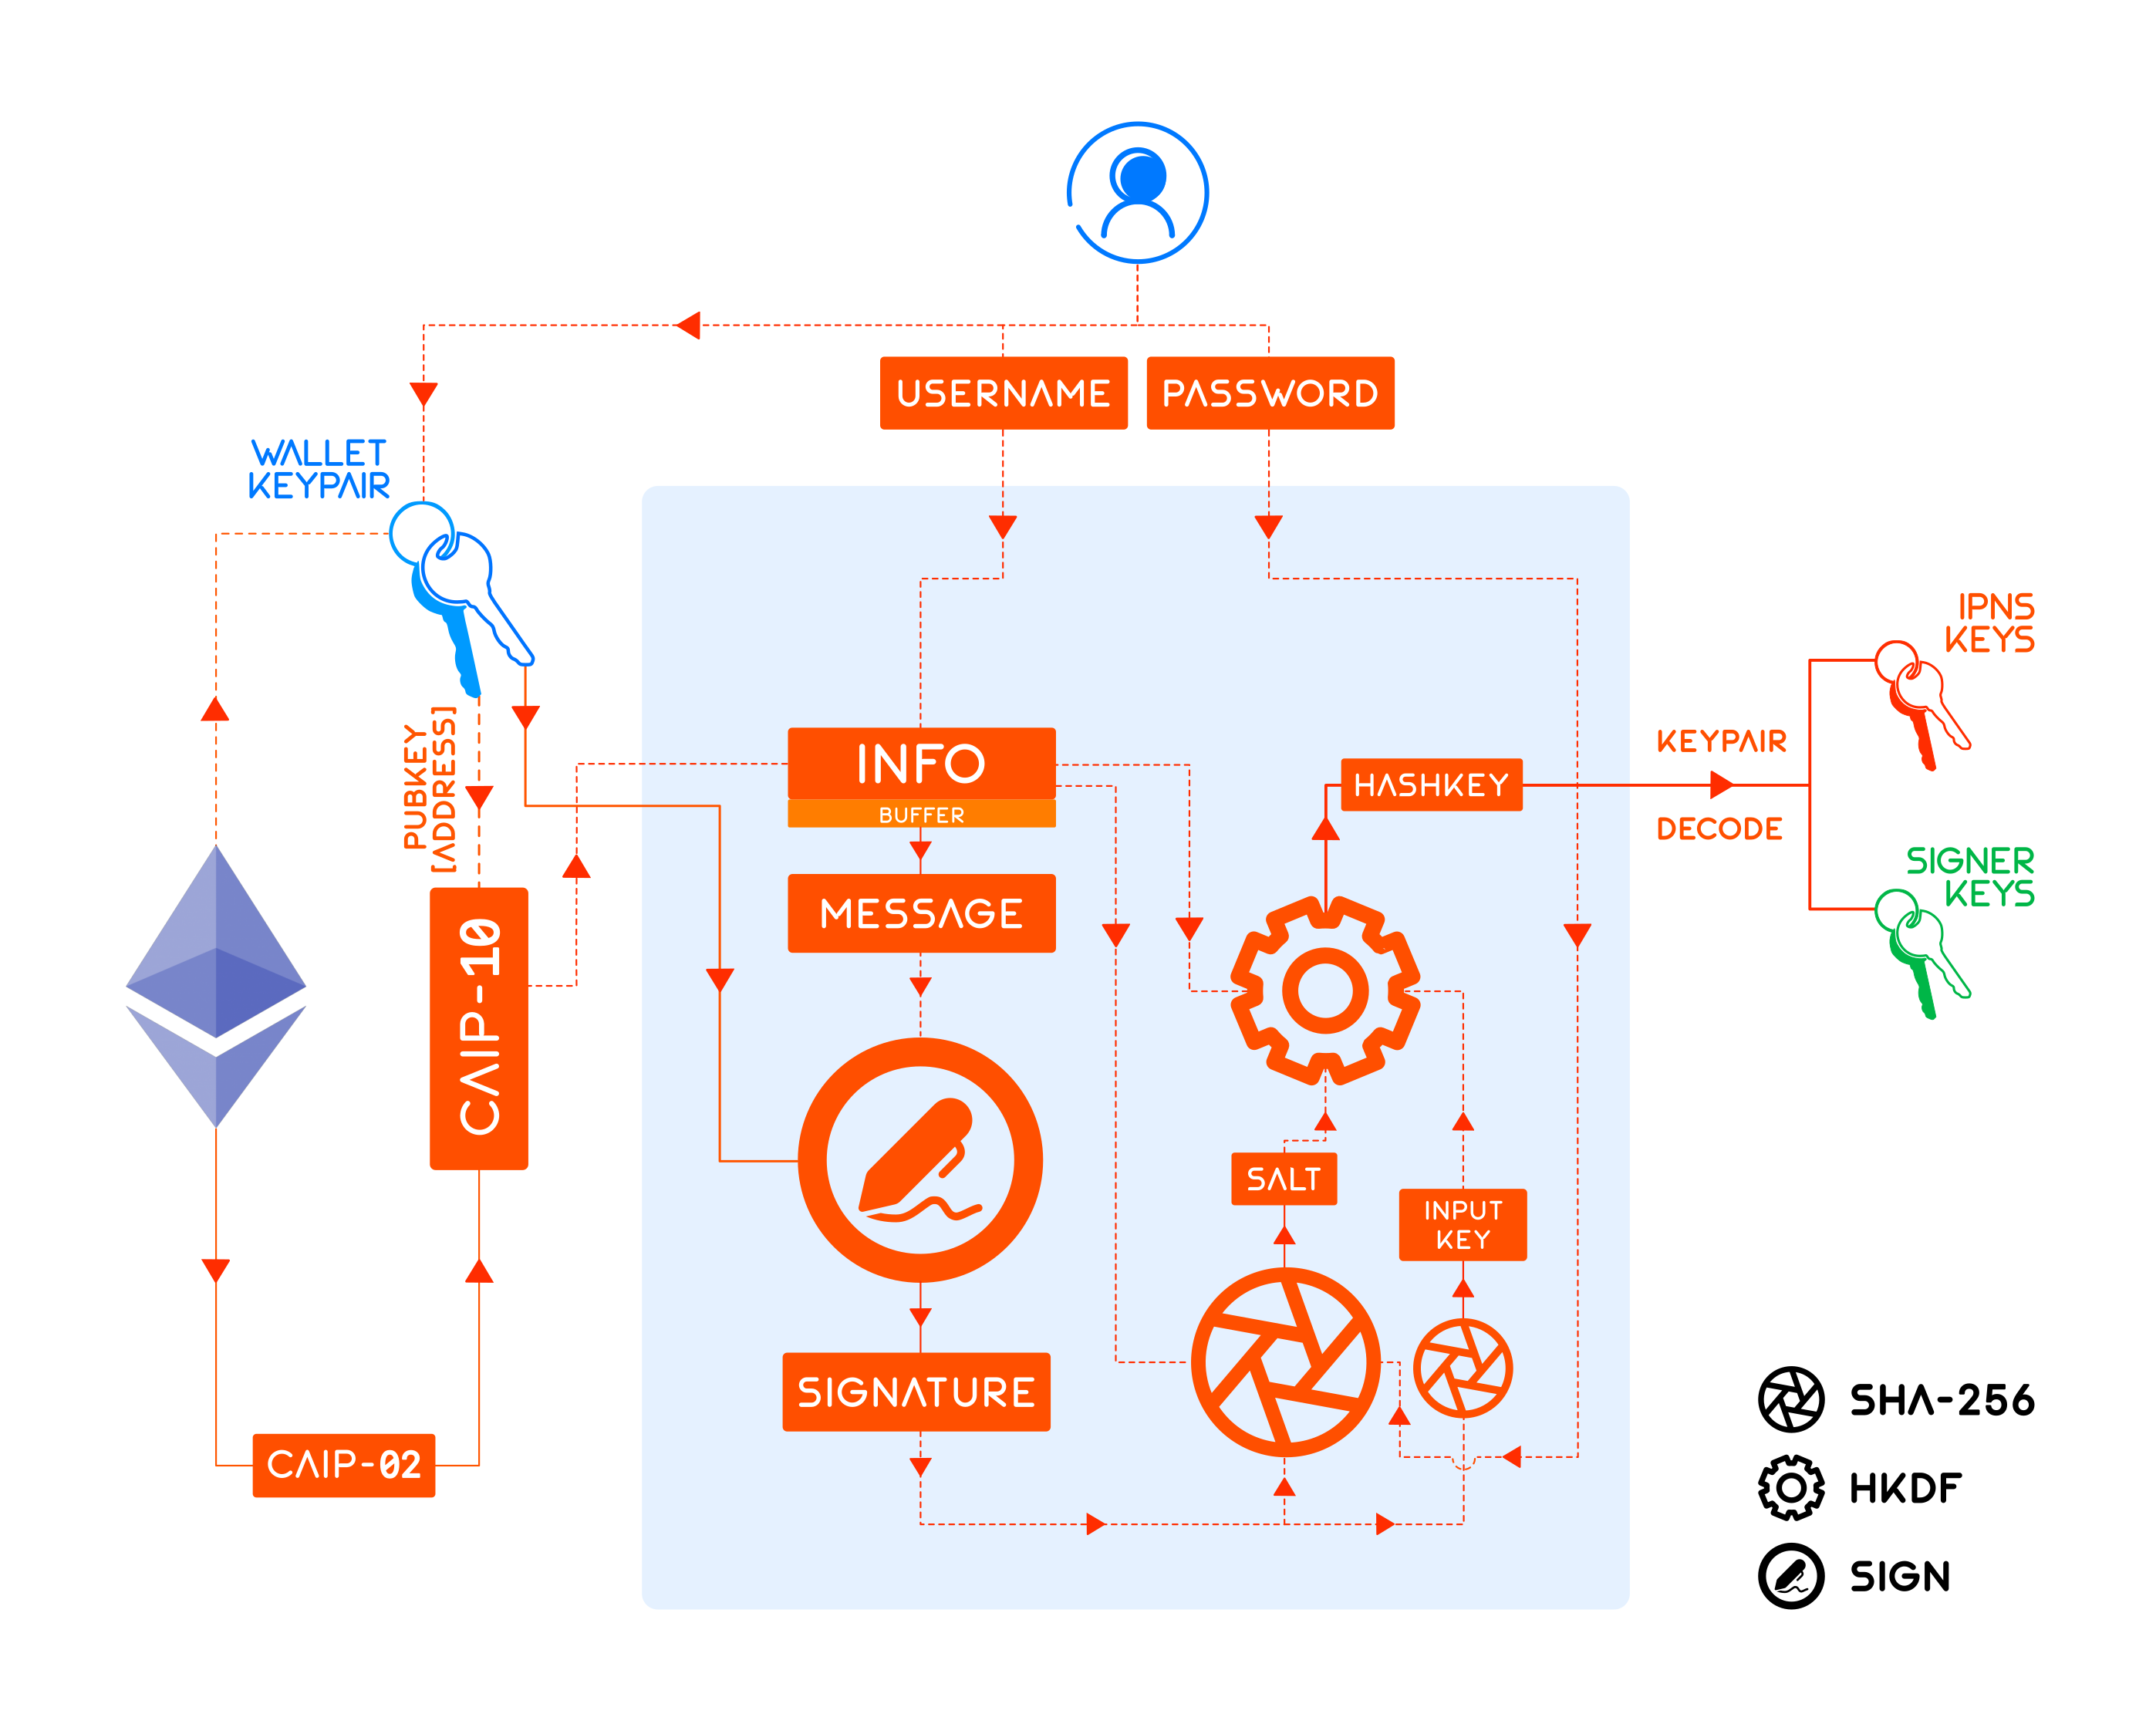 USERNAME
PASSWORD
WALLET
KEYPAIR
PUBKEY
[ADDRESS]
CAIP-10
CAIP-02
INFO
BUFFER
MESSAGE
SIGNATURE
HASHKEY
SALT
INPUT
KEY
KEYPAIR
DECODE
IPNS
KEYS
SIGNER
KEYS
SHA-256
HKDF
SIGN